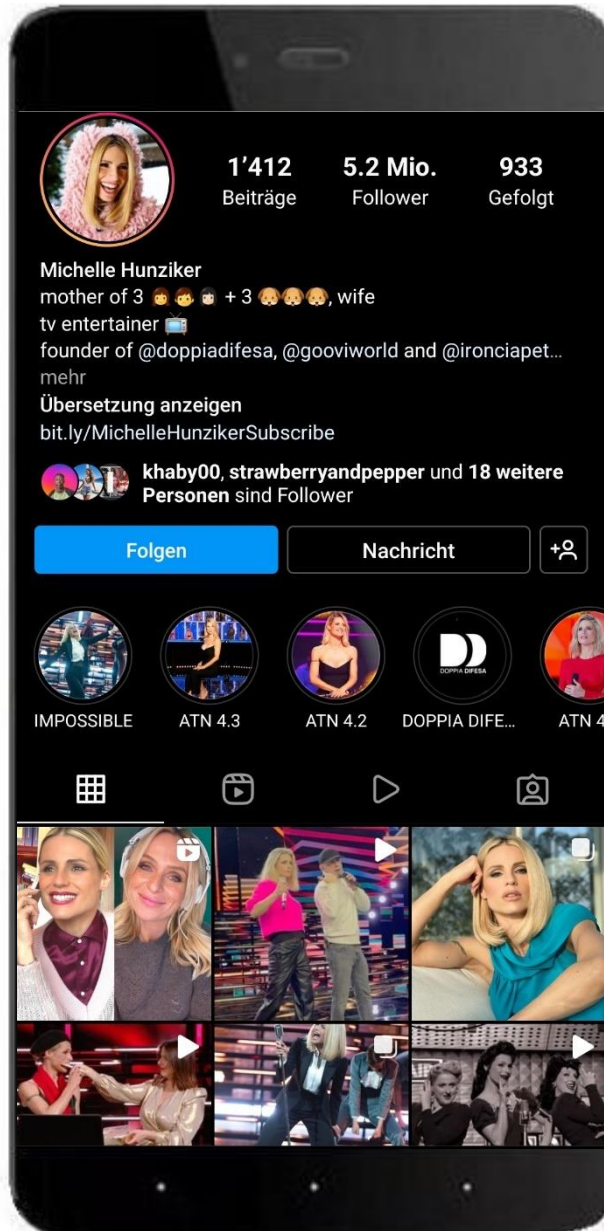 1’412 5.2 Mio. 933
Beiträge Follower Gefolgt
Michelle Hunziker
mother of 3 👩👦👩🏻 + 3 🐶🐶🐶, wife
tv entertainer 📺
founder of @doppiadifesa, @gooviworld and @ironciapet...
mehr
Übersetzung anzeigen
bit.ly/MichelleHunzikerSubscribe
khaby00, strawberryandpepper und 18 weitere
Personen sind Follower
Folgen Nachricht
DOPPIA DIFESA
IMPOSSIBLE ATN 4.3 ATN 4.2 DOPPIA DIFE... ATN 4